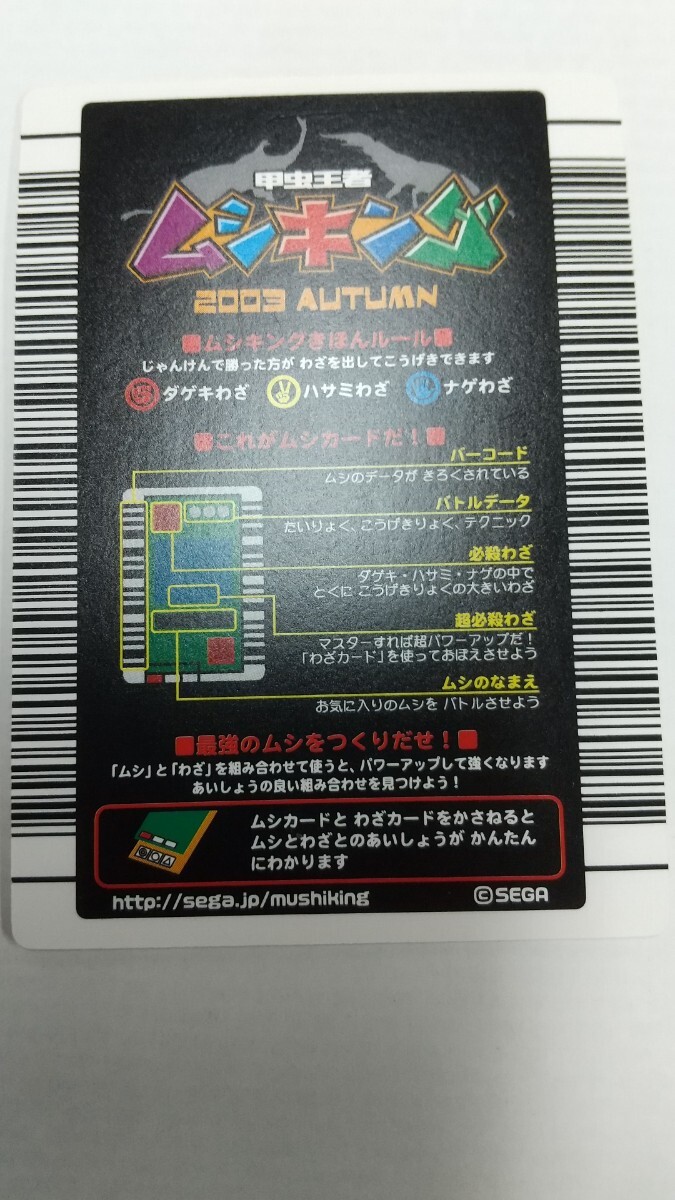 甲虫王者
ムシキング
2003 AUTUMN
■ムシキングきほんルール■
じゃんけんで勝った方が わざを出してこうげきできます
ダゲキわざ ハサミわざ ナゲわざ
■これがムシカードだ!■
バーコード
ムシのデータが きろくされている
バトルデータ
たいりょく、こうげきりょく、テクニック
必殺わざ
ダゲキ・ハサミ・ナゲの中で
とくに こうげきりょくの大きいわざ
超必殺わざ
マスターすれば超パワーアップだ!
「わざカード」を使っておぼえさせよう
ムシのなまえ
お気に入りのムシを バトルさせよう
■最強のムシをつくりだせ!■
「ムシ」と「わざ」を組み合わせて使うと、パワーアップして強くなります
あいしょうの良い組み合わせを見つけよう!
ムシカードと わざカードをかさねると
ムシとわざとのあいしょうが かんたん
にわかります
http://sega.jp/mushiking ©SEGA